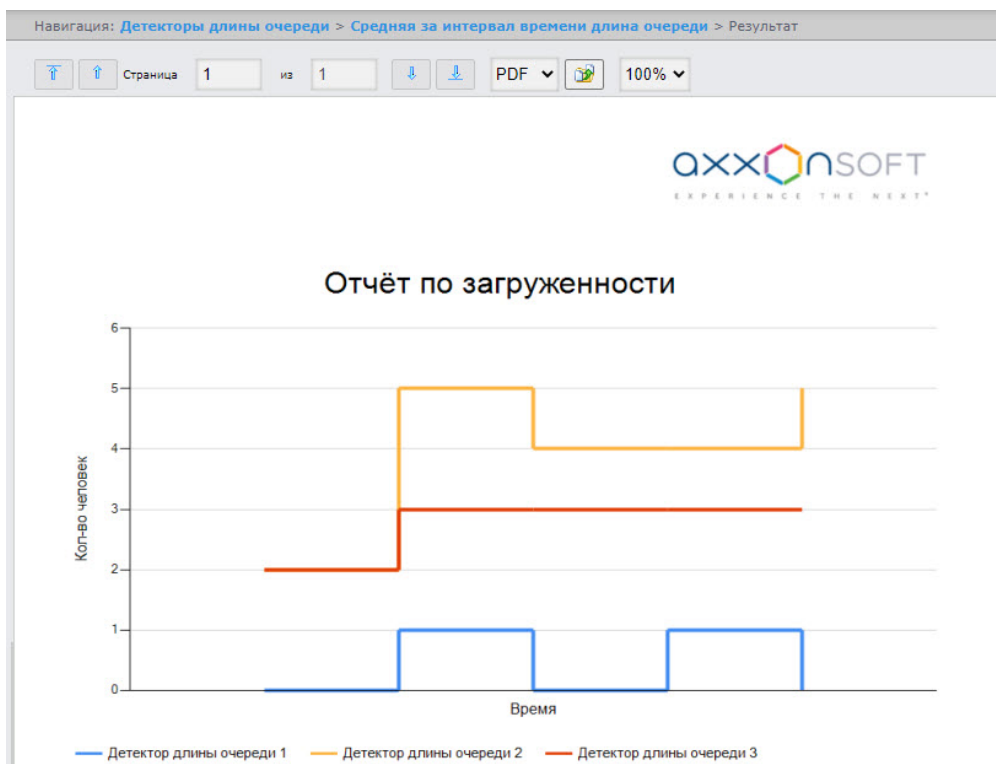 Навигация: Детекторы длины очереди > Средняя за интервал времени длина очереди > Результат
Страница 1 из 1 PDF 100%
axxonsoft
EXPERIENCE THE NEXT
Отчёт по загруженности
6
5
4
3
2
1
0
Кол-во человек
Время
Детектор длины очереди 1 Детектор длины очереди 2 Детектор длины очереди 3